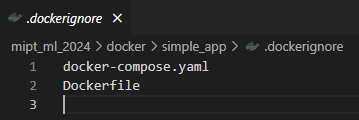 .dockerignore ×
mipt_ml_2024 > docker > simple_app > .dockerignore
1 docker-compose.yaml
2 Dockerfile
3